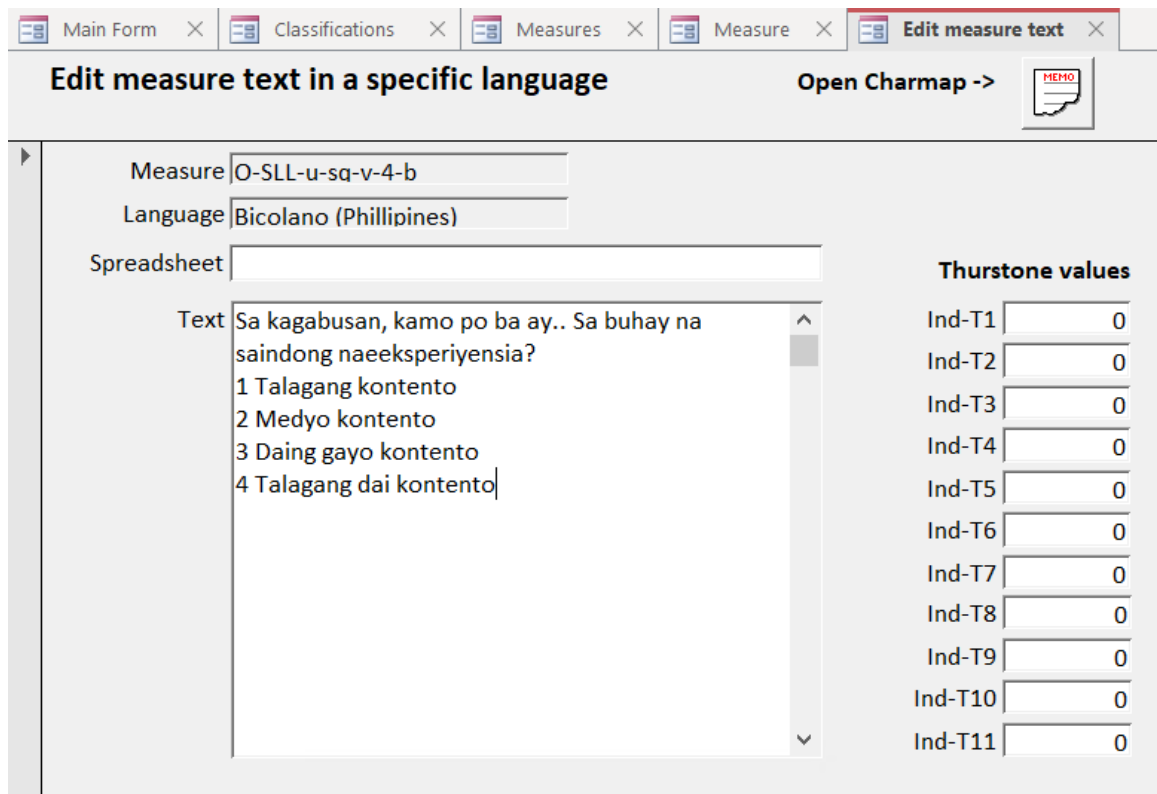 Main Form
Classifications
Measures
Measure
Edit measure text
Edit measure text in a specific language
Open Charmap ->
MEMO
Measure O-SLL-u-sq-v-4-b
Language Bicolano (Phillipines)
Spreadsheet
Thurstone values
Text Sa kagabusan, kamo po ba ay.. Sa buhay na
saindong naeeksperiyensia?
1 Talagang kontento
2 Medyo kontento
3 Daing gayo kontento
4 Talagang dai kontento
Ind-T1 0
Ind-T2 0
Ind-T3 0
Ind-T4 0
Ind-T5 0
Ind-T6 0
Ind-T7 0
Ind-T8 0
Ind-T9 0
Ind-T10 0
Ind-T11 0